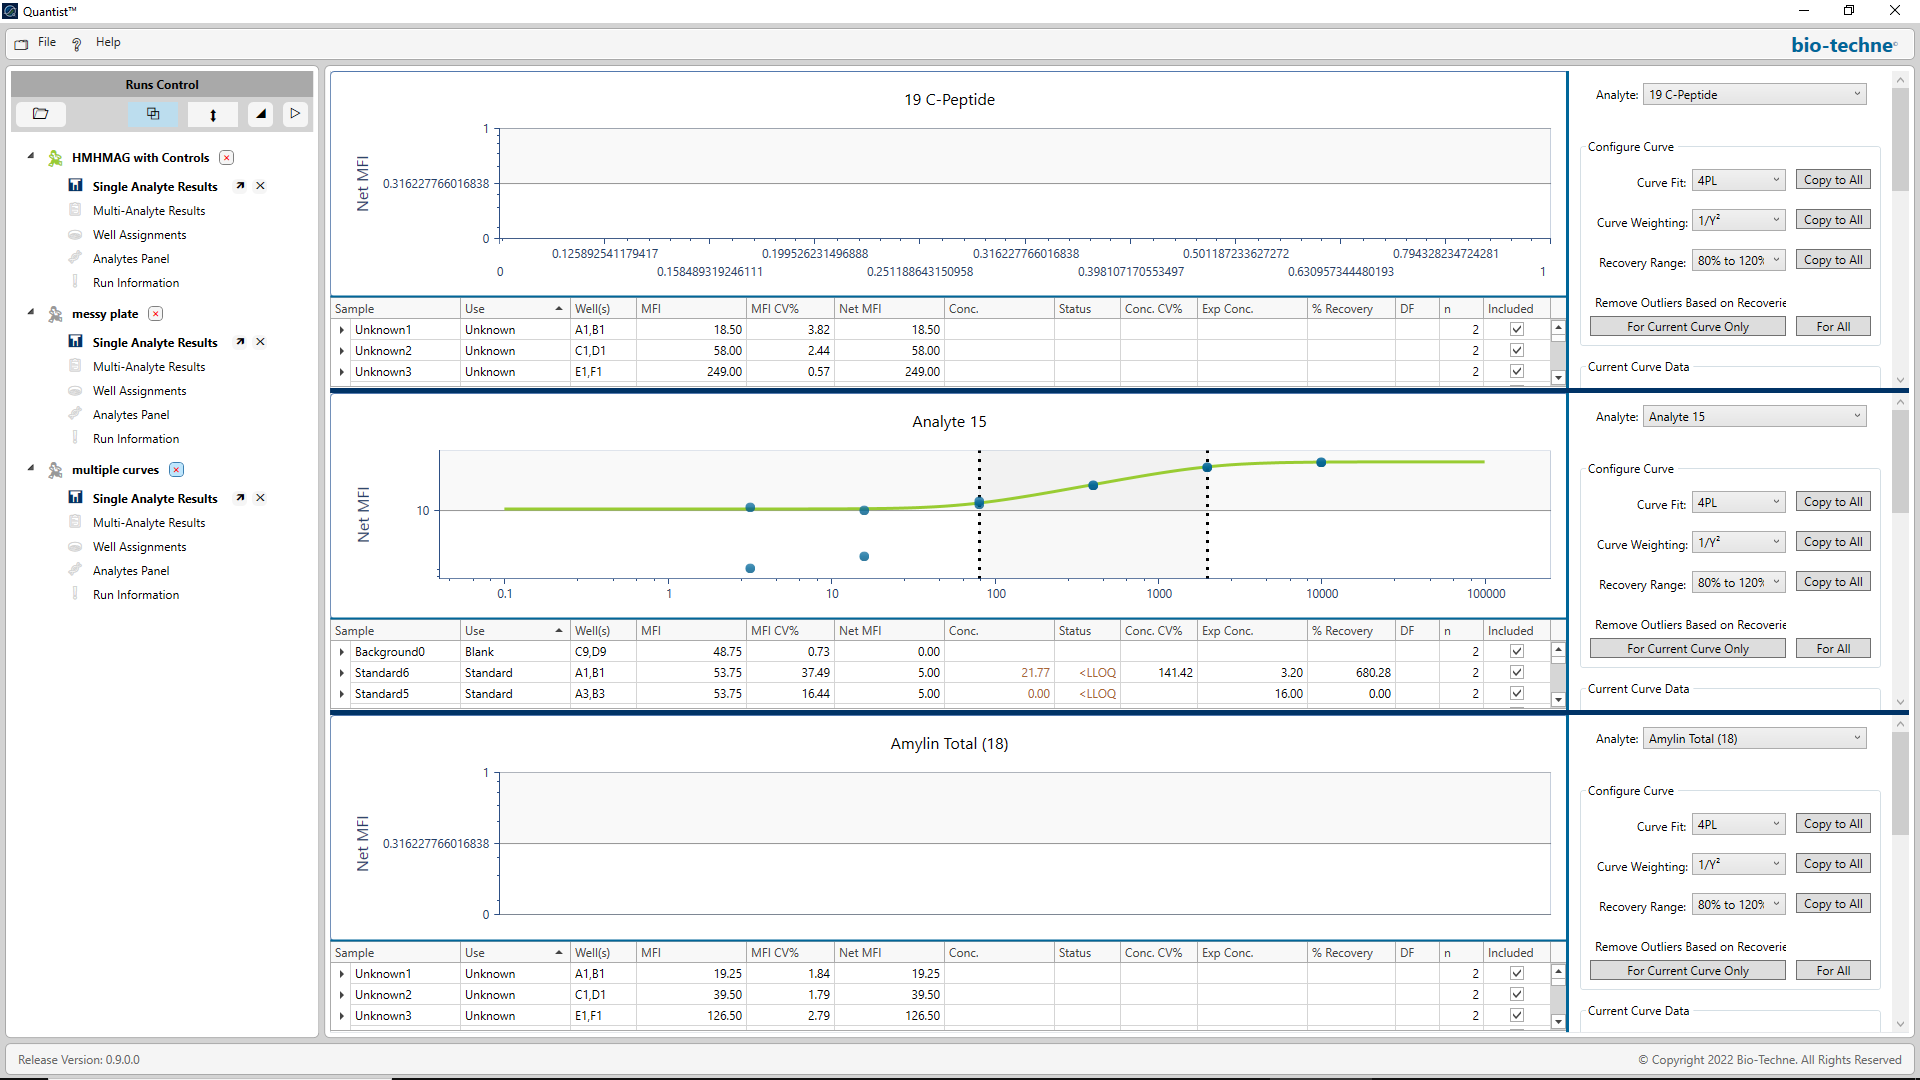 Quantist™
File Help
bio-techne
Runs Control
HMHMAG with Controls
Single Analyte Results
Multi-Analyte Results
Well Assignments
Analytes Panel
Run Information
messy plate
Single Analyte Results
Multi-Analyte Results
Well Assignments
Analytes Panel
Run Information
multiple curves
Single Analyte Results
Multi-Analyte Results
Well Assignments
Analytes Panel
Run Information
19 C-Peptide
Net MFI
1
0.316227766016838
0
0.125892541179417 0.199526231496888 0.316227766016838 0.501187233627272 0.794328234724281
0 0.158489319246111 0.251188643150958 0.398107170553497 0.630957344480193 1
Sample Use Well(s) MFI MFI CV% Net MFI Conc. Status Conc. CV% Exp Conc. % Recovery DF n Included
Unknown1 Unknown A1,B1 18.50 3.82 18.50 2
Unknown2 Unknown C1,D1 58.00 2.44 58.00 2
Unknown3 Unknown E1,F1 249.00 0.57 249.00 2
Analyte: 19 C-Peptide
Configure Curve
Curve Fit: 4PL Copy to All
Curve Weighting: 1/Y² Copy to All
Recovery Range: 80% to 120% Copy to All
Remove Outliers Based on Recoverie
For Current Curve Only For All
Current Curve Data
Analyte 15
Net MFI
10
0.1 1 10 100 1000 10000 100000
Sample Use Well(s) MFI MFI CV% Net MFI Conc. Status Conc. CV% Exp Conc. % Recovery DF n Included
Background0 Blank C9,D9 48.75 0.73 0.00 2
Standard6 Standard A1,B1 53.75 37.49 5.00 21.77 <LLOQ 141.42 3.20 680.28 2
Standard5 Standard A3,B3 53.75 16.44 5.00 0.00 <LLOQ 16.00 0.00 2
Analyte: Analyte 15
Configure Curve
Curve Fit: 4PL Copy to All
Curve Weighting: 1/Y² Copy to All
Recovery Range: 80% to 120% Copy to All
Remove Outliers Based on Recoverie
For Current Curve Only For All
Current Curve Data
Amylin Total (18)
Net MFI
1
0.316227766016838
0
Sample Use Well(s) MFI MFI CV% Net MFI Conc. Status Conc. CV% Exp Conc. % Recovery DF n Included
Unknown1 Unknown A1,B1 19.25 1.84 19.25 2
Unknown2 Unknown C1,D1 39.50 1.79 39.50 2
Unknown3 Unknown E1,F1 126.50 2.79 126.50 2
Analyte: Amylin Total (18)
Configure Curve
Curve Fit: 4PL Copy to All
Curve Weighting: 1/Y² Copy to All
Recovery Range: 80% to 120% Copy to All
Remove Outliers Based on Recoverie
For Current Curve Only For All
Current Curve Data
Release Version: 0.9.0.0
© Copyright 2022 Bio-Techne. All Rights Reserved